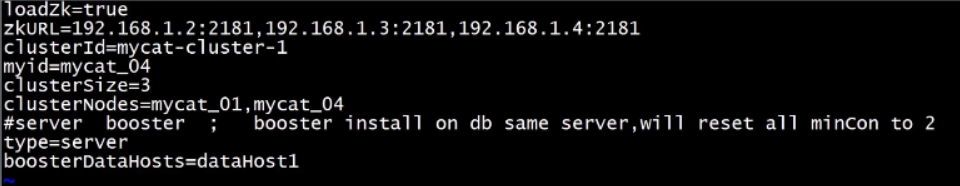 loadZk=true
zkURL=192.168.1.2:2181,192.168.1.3:2181,192.168.1.4:2181
clusterId=mycat-cluster-1
myid=mycat_04
clusterSize=3
clusterNodes=mycat_01,mycat_04
#server  booster  ;   booster install on db same server,will reset all minCon to 2
type=server
boosterDataHosts=dataHost1
~